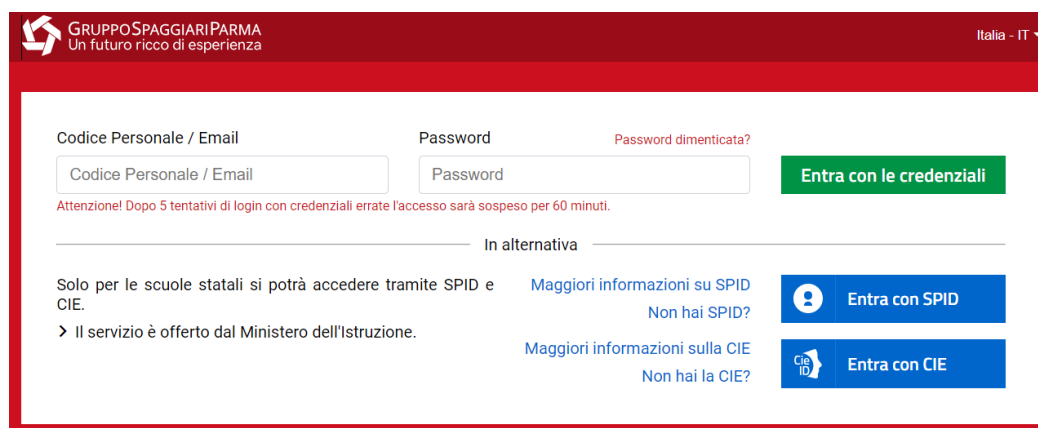 GRUPPOSPAGGIARIPARMA
Un futuro ricco di esperienza
Italia - IT
Codice Personale / Email
Password
Password dimenticata?
Codice Personale / Email
Password
Entra con le credenziali
Attenzione! Dopo 5 tentativi di login con credenziali errate l'accesso sarà sospeso per 60 minuti.
In alternativa
Solo per le scuole statali si potrà accedere tramite SPID e
CIE.
> Il servizio è offerto dal Ministero dell'Istruzione.
Maggiori informazioni su SPID
Non hai SPID?
Entra con SPID
Maggiori informazioni sulla CIE
Non hai la CIE?
Cie
ID
Entra con CIE